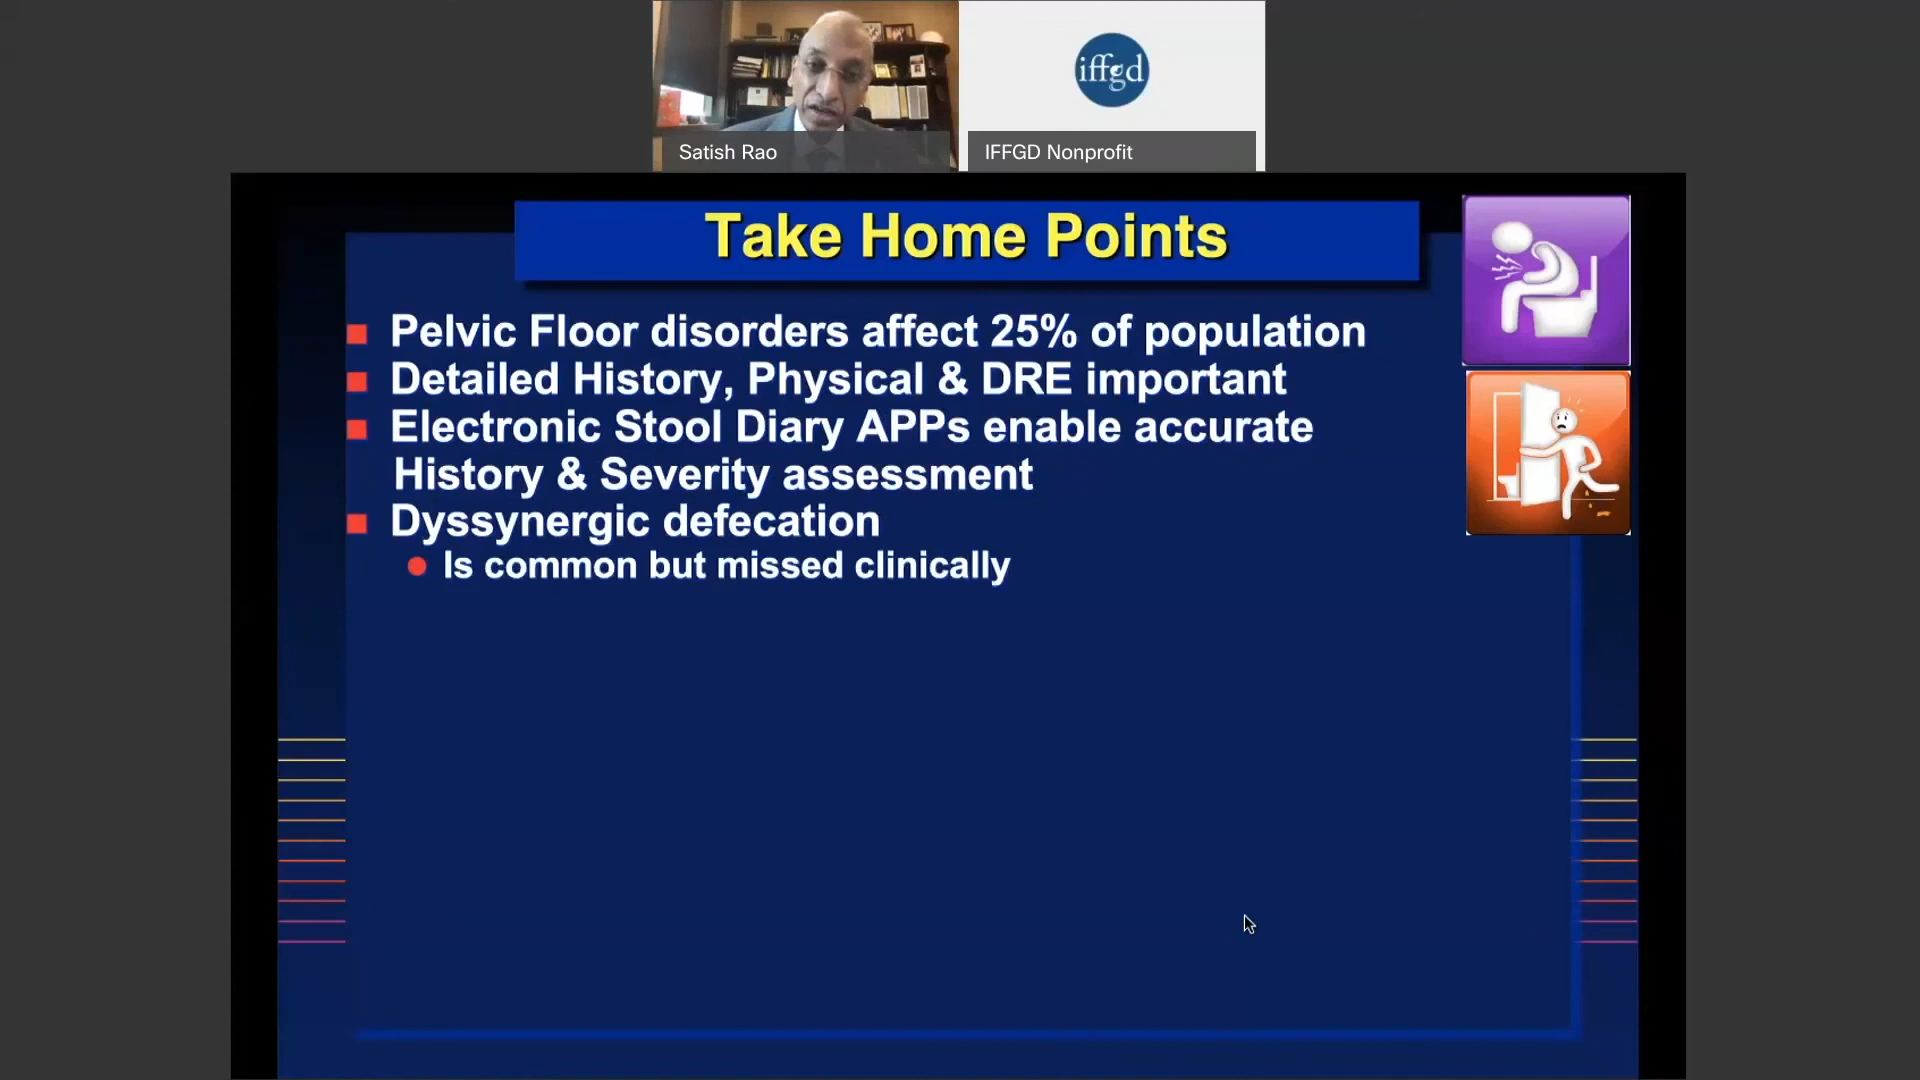 iffgd
Satish Rao
IFFGD Nonprofit
Take Home Points
Pelvic Floor disorders affect 25% of population
Detailed History, Physical & DRE important
Electronic Stool Diary APPs enable accurate
History & Severity assessment
Dyssynergic defecation
Is common but missed clinically